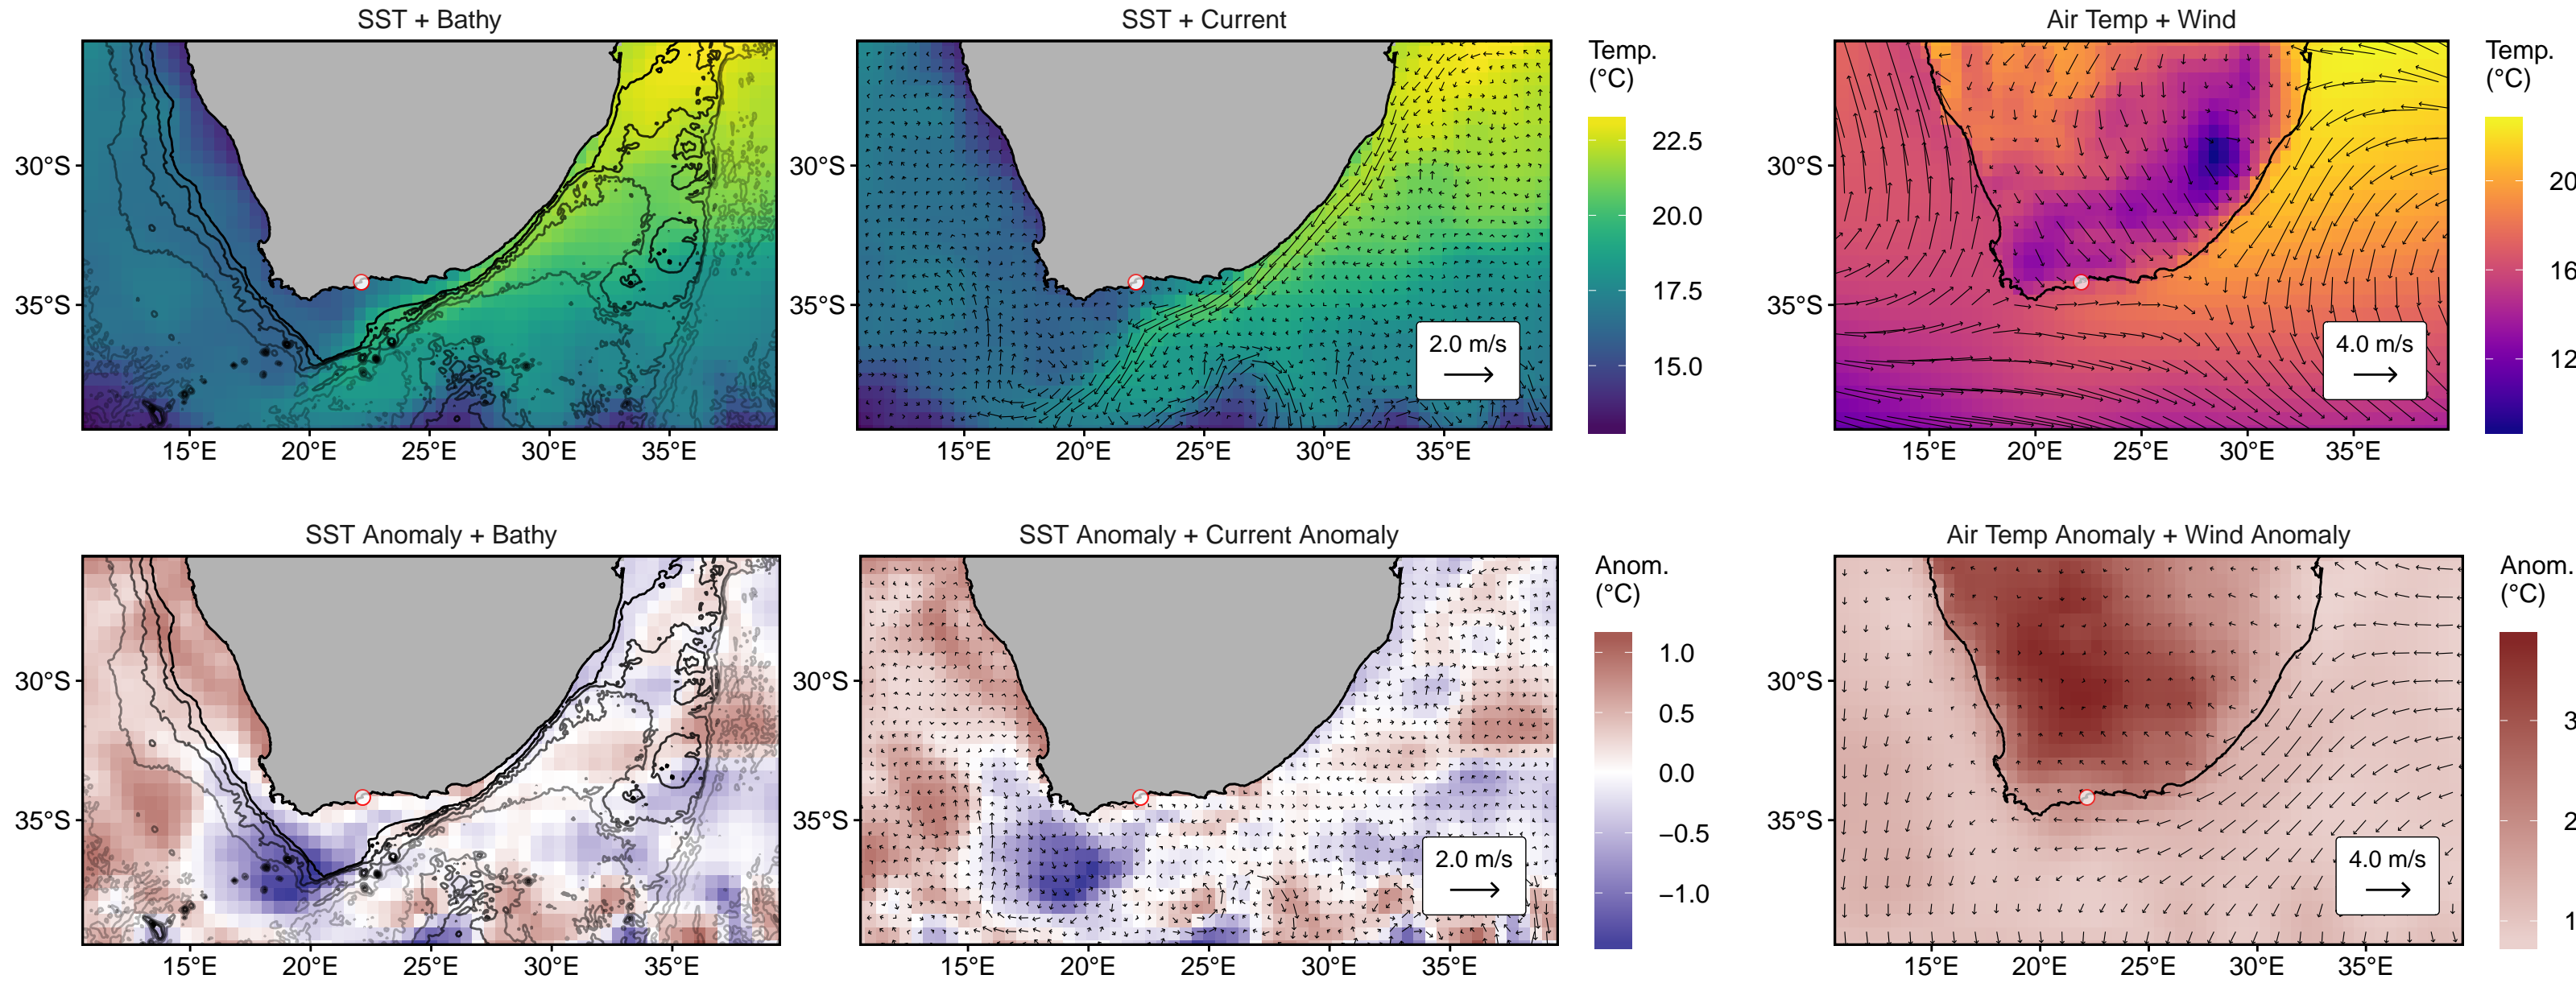 SST + Bathy
SST + Current
Air Temp + Wind
30°S
35°S
15°E 20°E 25°E 30°E 35°E
30°S
35°S
2.0 m/s
15°E 20°E 25°E 30°E 35°E
Temp.
(°C)
22.5
20.0
17.5
15.0
30°S
35°S
4.0 m/s
15°E 20°E 25°E 30°E 35°E
Temp.
(°C)
20
16
12
SST Anomaly + Bathy
SST Anomaly + Current Anomaly
Air Temp Anomaly + Wind Anomaly
30°S
35°S
15°E 20°E 25°E 30°E 35°E
30°S
35°S
2.0 m/s
15°E 20°E 25°E 30°E 35°E
Anom.
(°C)
1.0
0.5
0.0
−0.5
−1.0
30°S
35°S
4.0 m/s
15°E 20°E 25°E 30°E 35°E
Anom.
(°C)
3
2
1